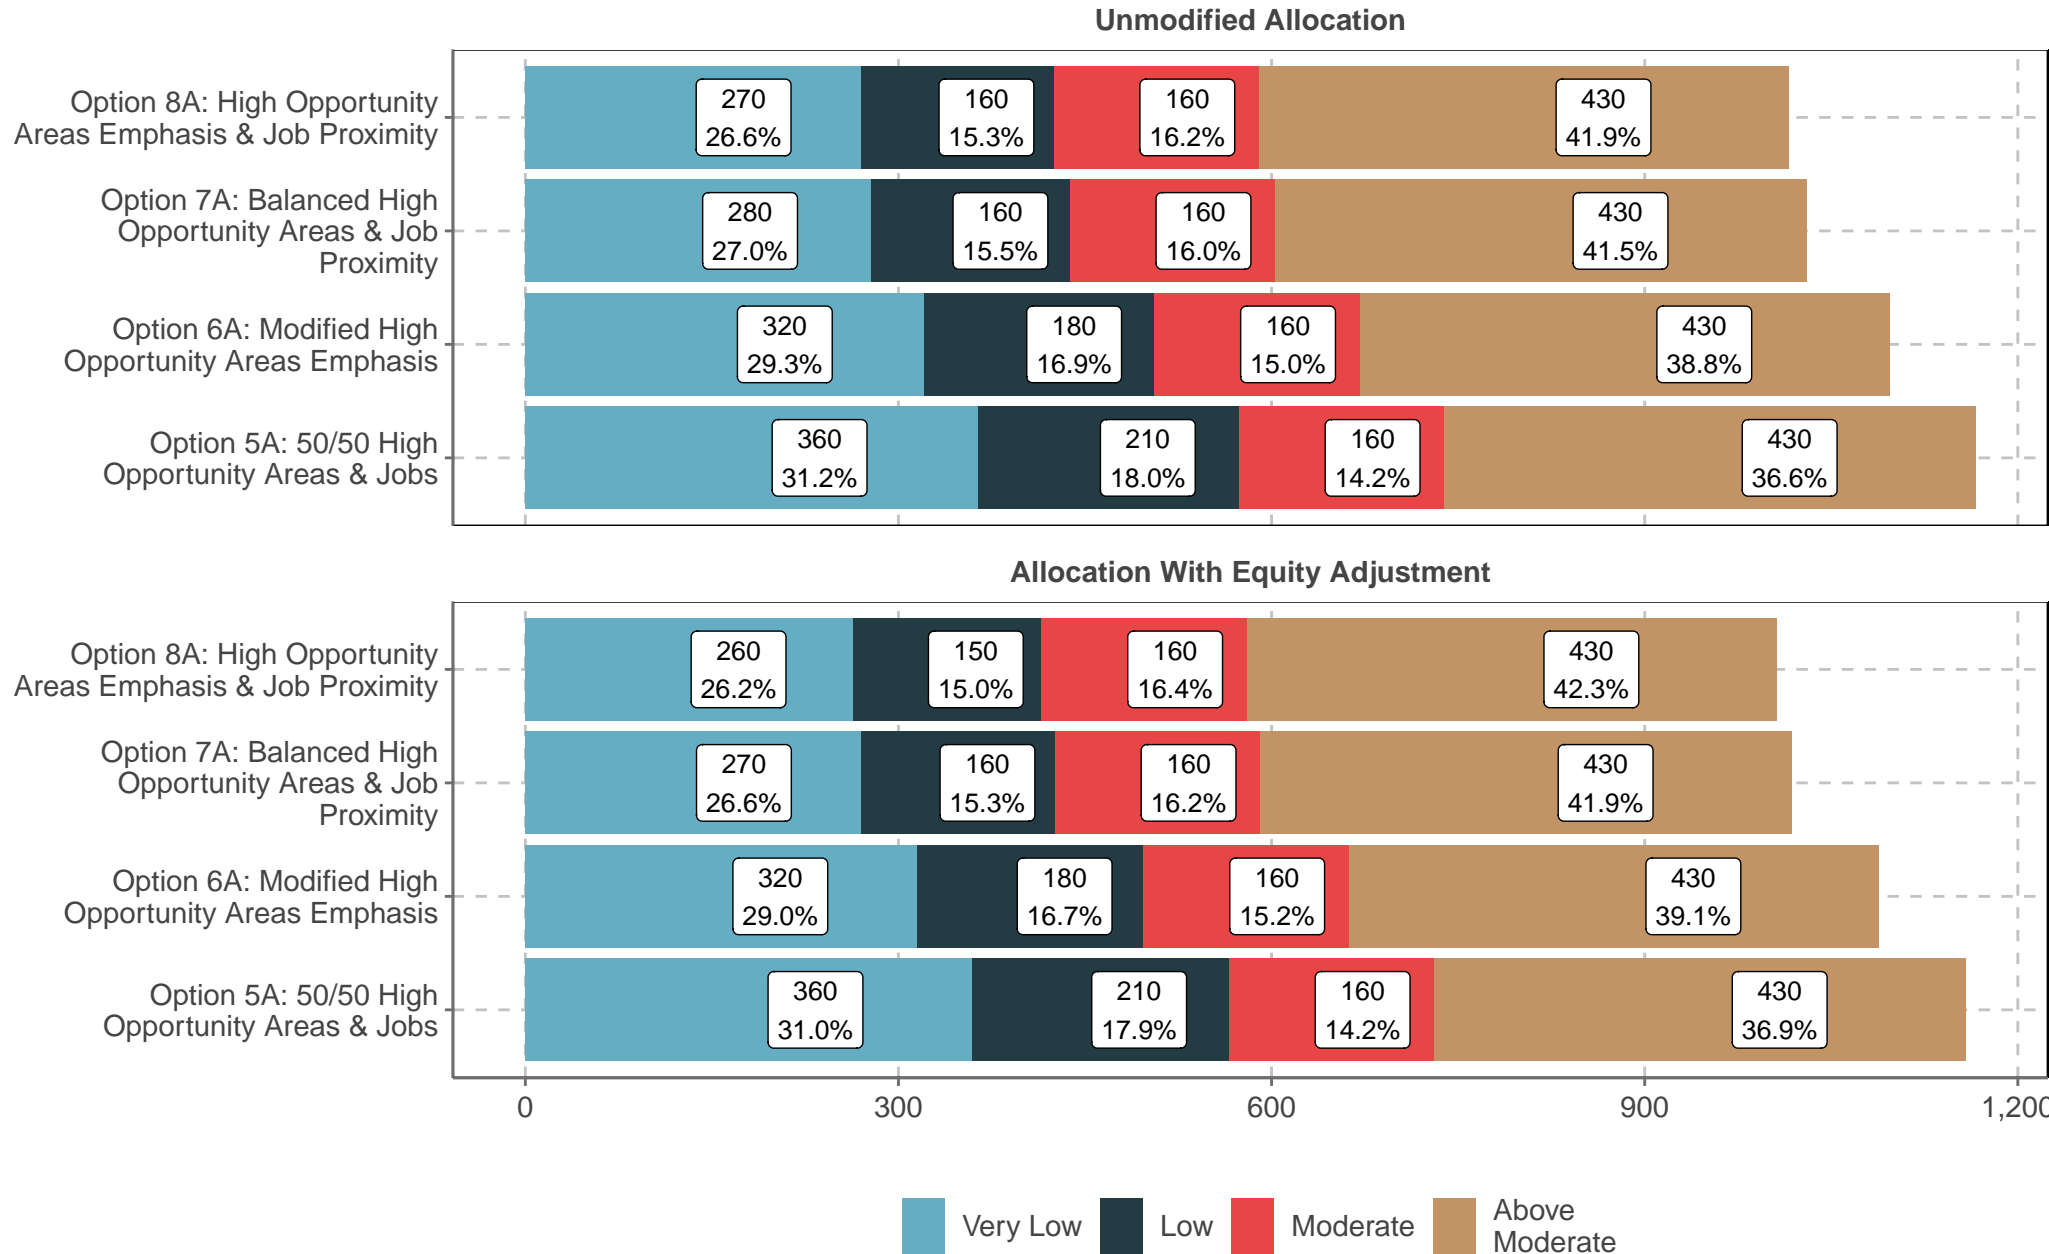 Unmodified Allocation
Option 8A: High Opportunity
Areas Emphasis & Job Proximity
270
26.6%
160
15.3%
160
16.2%
430
41.9%
Option 7A: Balanced High
Opportunity Areas & Job
Proximity
280
27.0%
160
15.5%
160
16.0%
430
41.5%
Option 6A: Modified High
Opportunity Areas Emphasis
320
29.3%
180
16.9%
160
15.0%
430
38.8%
Option 5A: 50/50 High
Opportunity Areas & Jobs
360
31.2%
210
18.0%
160
14.2%
430
36.6%
Allocation With Equity Adjustment
Option 8A: High Opportunity
Areas Emphasis & Job Proximity
260
26.2%
150
15.0%
160
16.4%
430
42.3%
Option 7A: Balanced High
Opportunity Areas & Job
Proximity
270
26.6%
160
15.3%
160
16.2%
430
41.9%
Option 6A: Modified High
Opportunity Areas Emphasis
320
29.0%
180
16.7%
160
15.2%
430
39.1%
Option 5A: 50/50 High
Opportunity Areas & Jobs
360
31.0%
210
17.9%
160
14.2%
430
36.9%
0 300 600 900 1,200
Very Low Low Moderate Above
Moderate